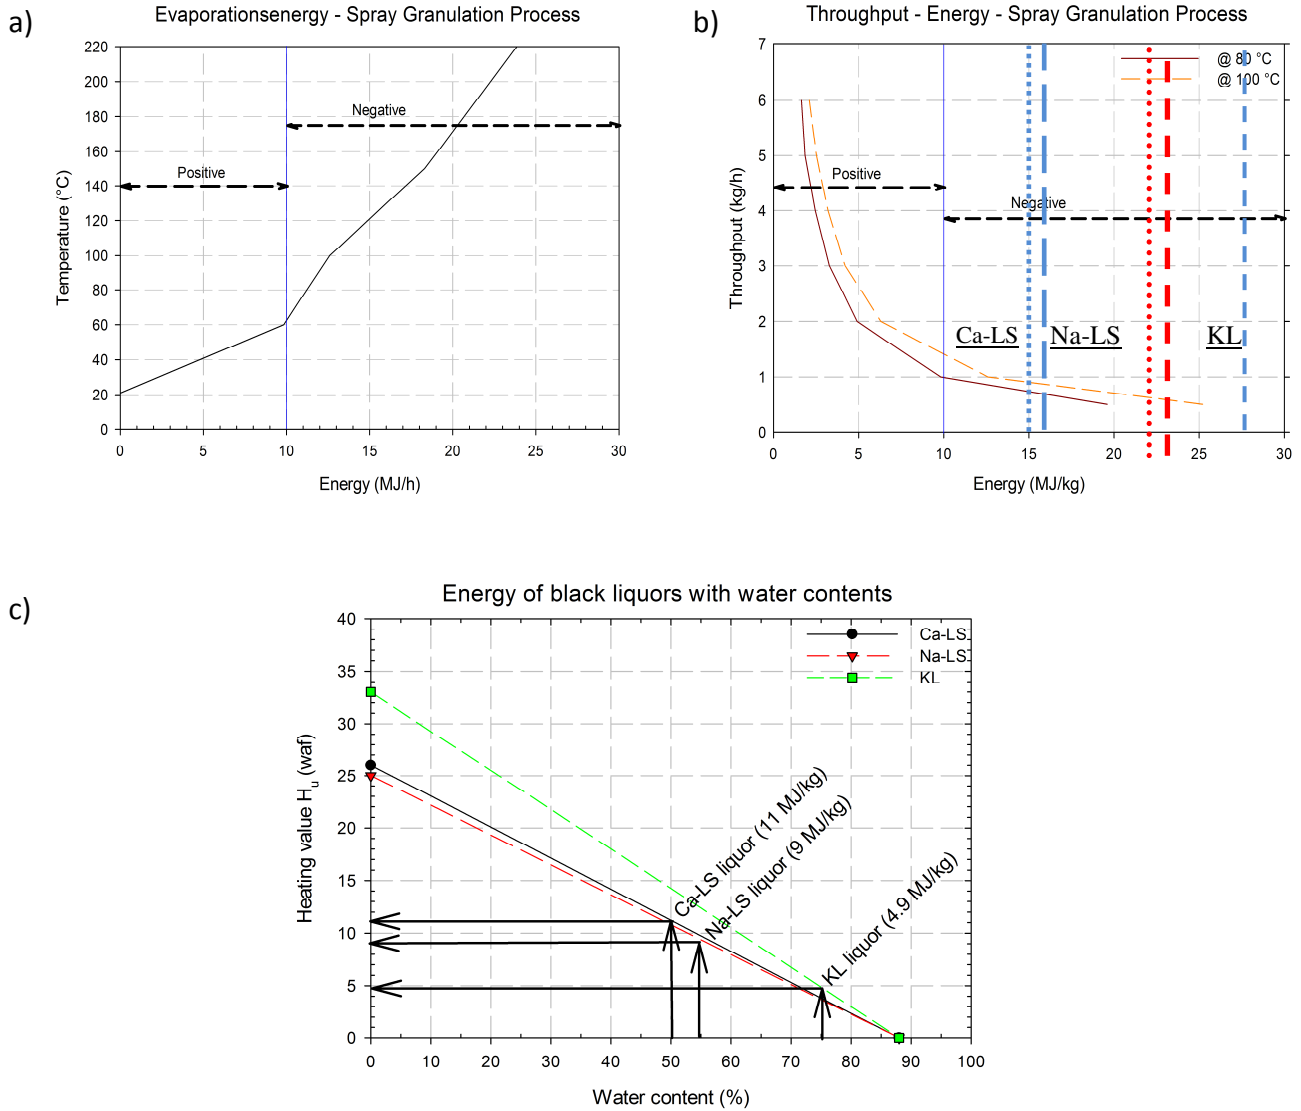 a)
Evaporationsenergy - Spray Granulation Process
220
200
180
160
140
120
100
80
60
40
20
0
Temperature (°C)
Negative
Positive
0 5 10 15 20 25 30
Energy (MJ/h)
b)
Throughput - Energy - Spray Granulation Process
7
6
5
4
3
2
1
0
Throughput (kg/h)
@ 80 °C
@ 100 °C
Positive
Negative
Ca-LS Na-LS KL
0 5 10 15 20 25 30
Energy (MJ/kg)
c)
Energy of black liquors with water contents
40
35
30
25
20
15
10
5
0
Heating value Hu (waf)
Ca-LS
Na-LS
KL
Ca-LS liquor (11 MJ/kg)
Na-LS liquor (9 MJ/kg)
KL liquor (4.9 MJ/kg)
0 10 20 30 40 50 60 70 80 90 100
Water content (%)